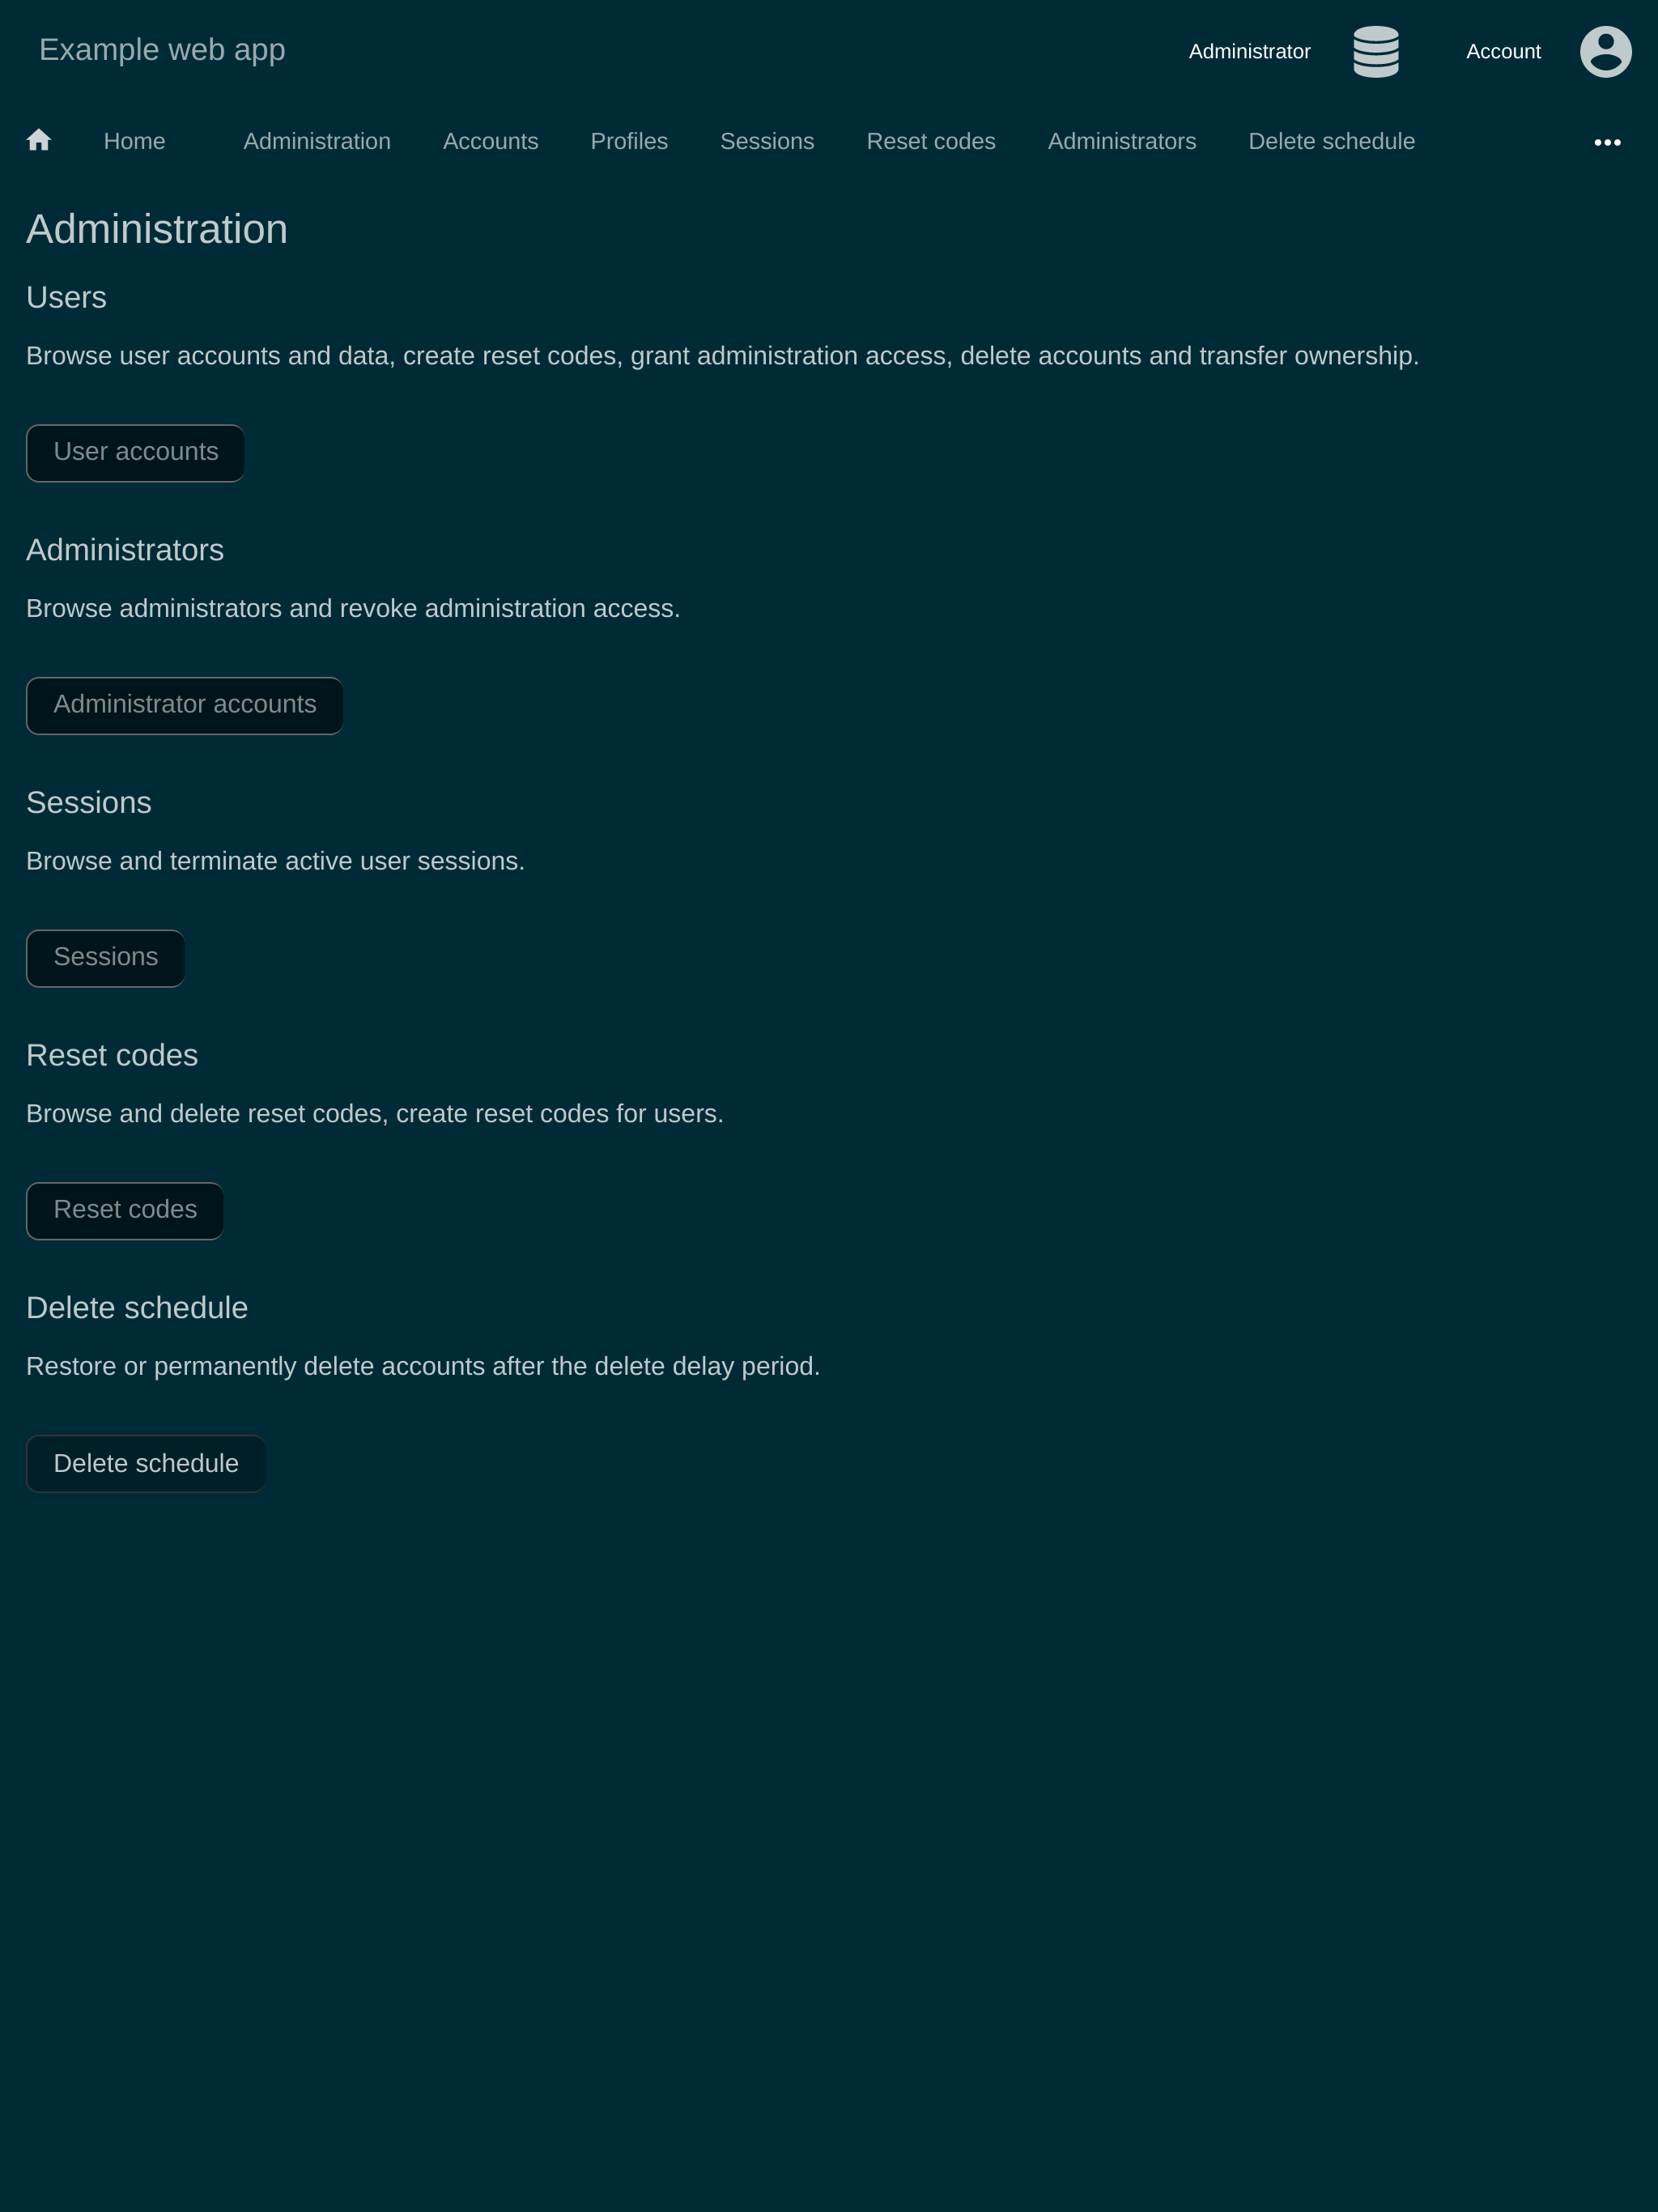 Example web app
Administrator
Account
Home
Administration
Accounts
Profiles
Sessions
Reset codes
Administrators
Delete schedule
Administration
Users
Browse user accounts and data, create reset codes, grant administration access, delete accounts and transfer ownership.
User accounts
Administrators
Browse administrators and revoke administration access.
Administrator accounts
Sessions
Browse and terminate active user sessions.
Sessions
Reset codes
Browse and delete reset codes, create reset codes for users.
Reset codes
Delete schedule
Restore or permanently delete accounts after the delete delay period.
Delete schedule